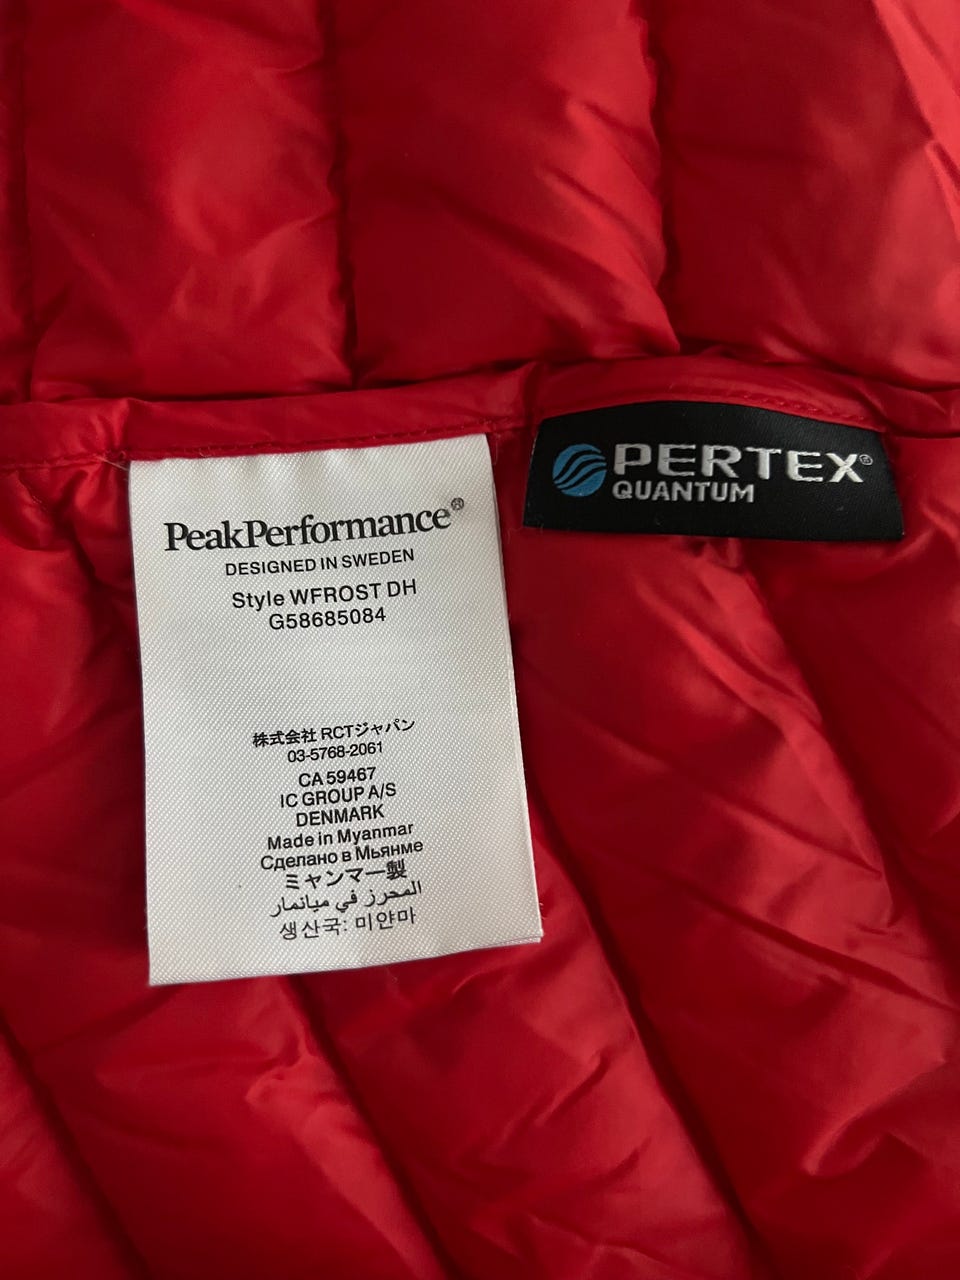 PeakPerformance®
DESIGNED IN SWEDEN
Style WFROST DH
G58685084
株式会社 RCTジャパン
03-5768-2061
CA 59467
IC GROUP A/S
DENMARK
Made in Myanmar
Сделано в Мьянме
ミャンマー製
المحرز في ميانمار
생산국: 미얀마
PERTEX®
QUANTUM